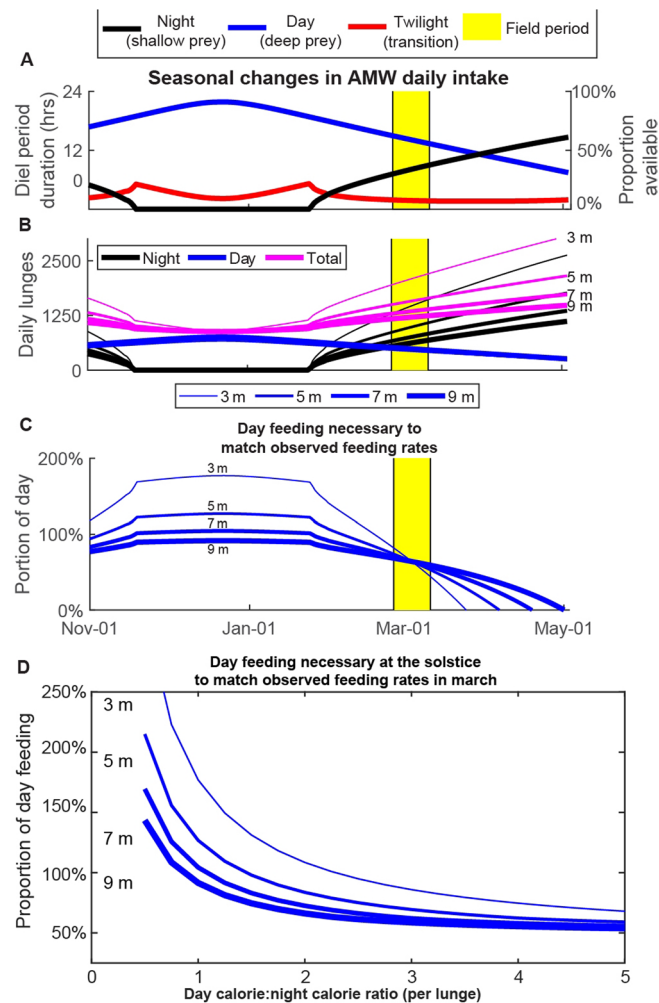 Night
(shallow prey)
Day
(deep prey)
Twilight
(transition)
Field period
A
Seasonal changes in AMW daily intake
Diel period
duration (hrs)
24
12
0
100%
50%
0%
Proportion
available
B
Daily lunges
2500
1250
0
Night
Day
Total
3 m
5 m
7 m
9 m
3 m
5 m
7 m
9 m
C
Day feeding necessary to
match observed feeding rates
Portion of day
200%
100%
0%
3 m
5 m
7 m
9 m
Nov-01
Jan-01
Mar-01
May-01
D
Day feeding necessary at the solstice
to match observed feeding rates in march
Proportion of day feeding
250%
200%
150%
100%
50%
3 m
5 m
7 m
9 m
0
1
2
3
4
5
Day calorie:night calorie ratio (per lunge)